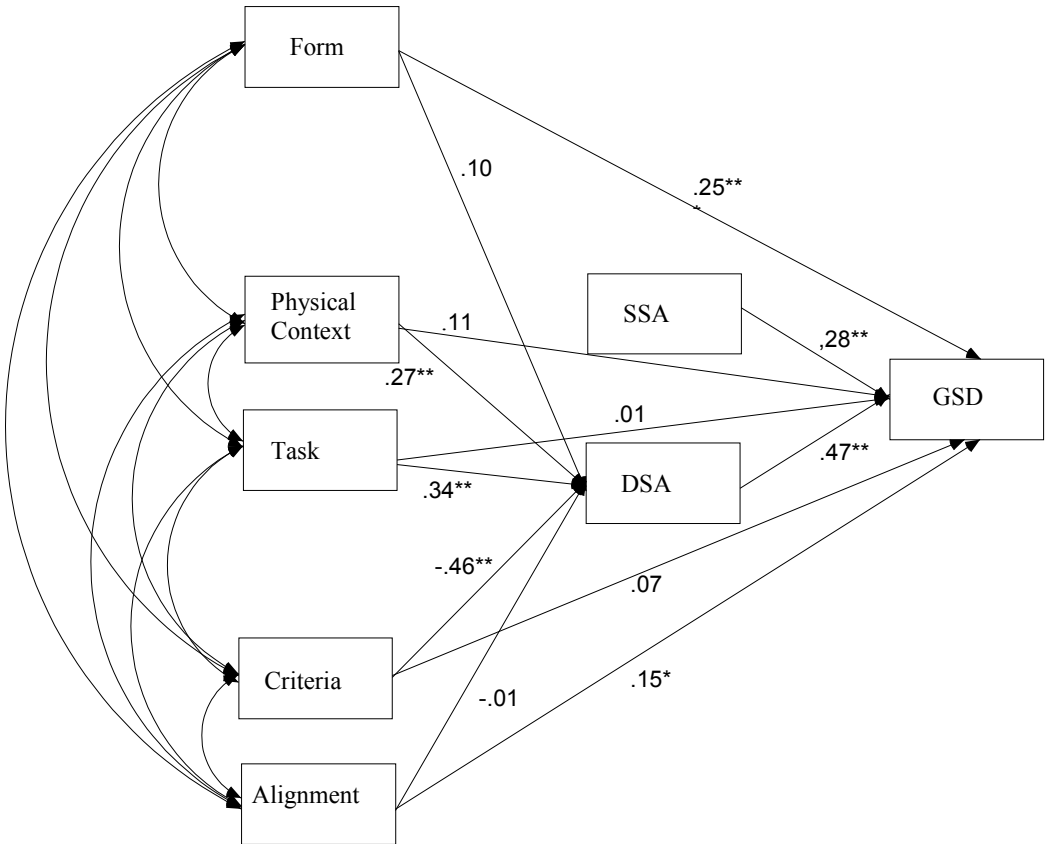 Form
.10
.25**
*
Physical
Context
SSA
.11
,28**
.27**
GSD
.01
Task
.47**
DSA
.34**
-.46**
.07
Criteria
.15*
-.01
Alignment